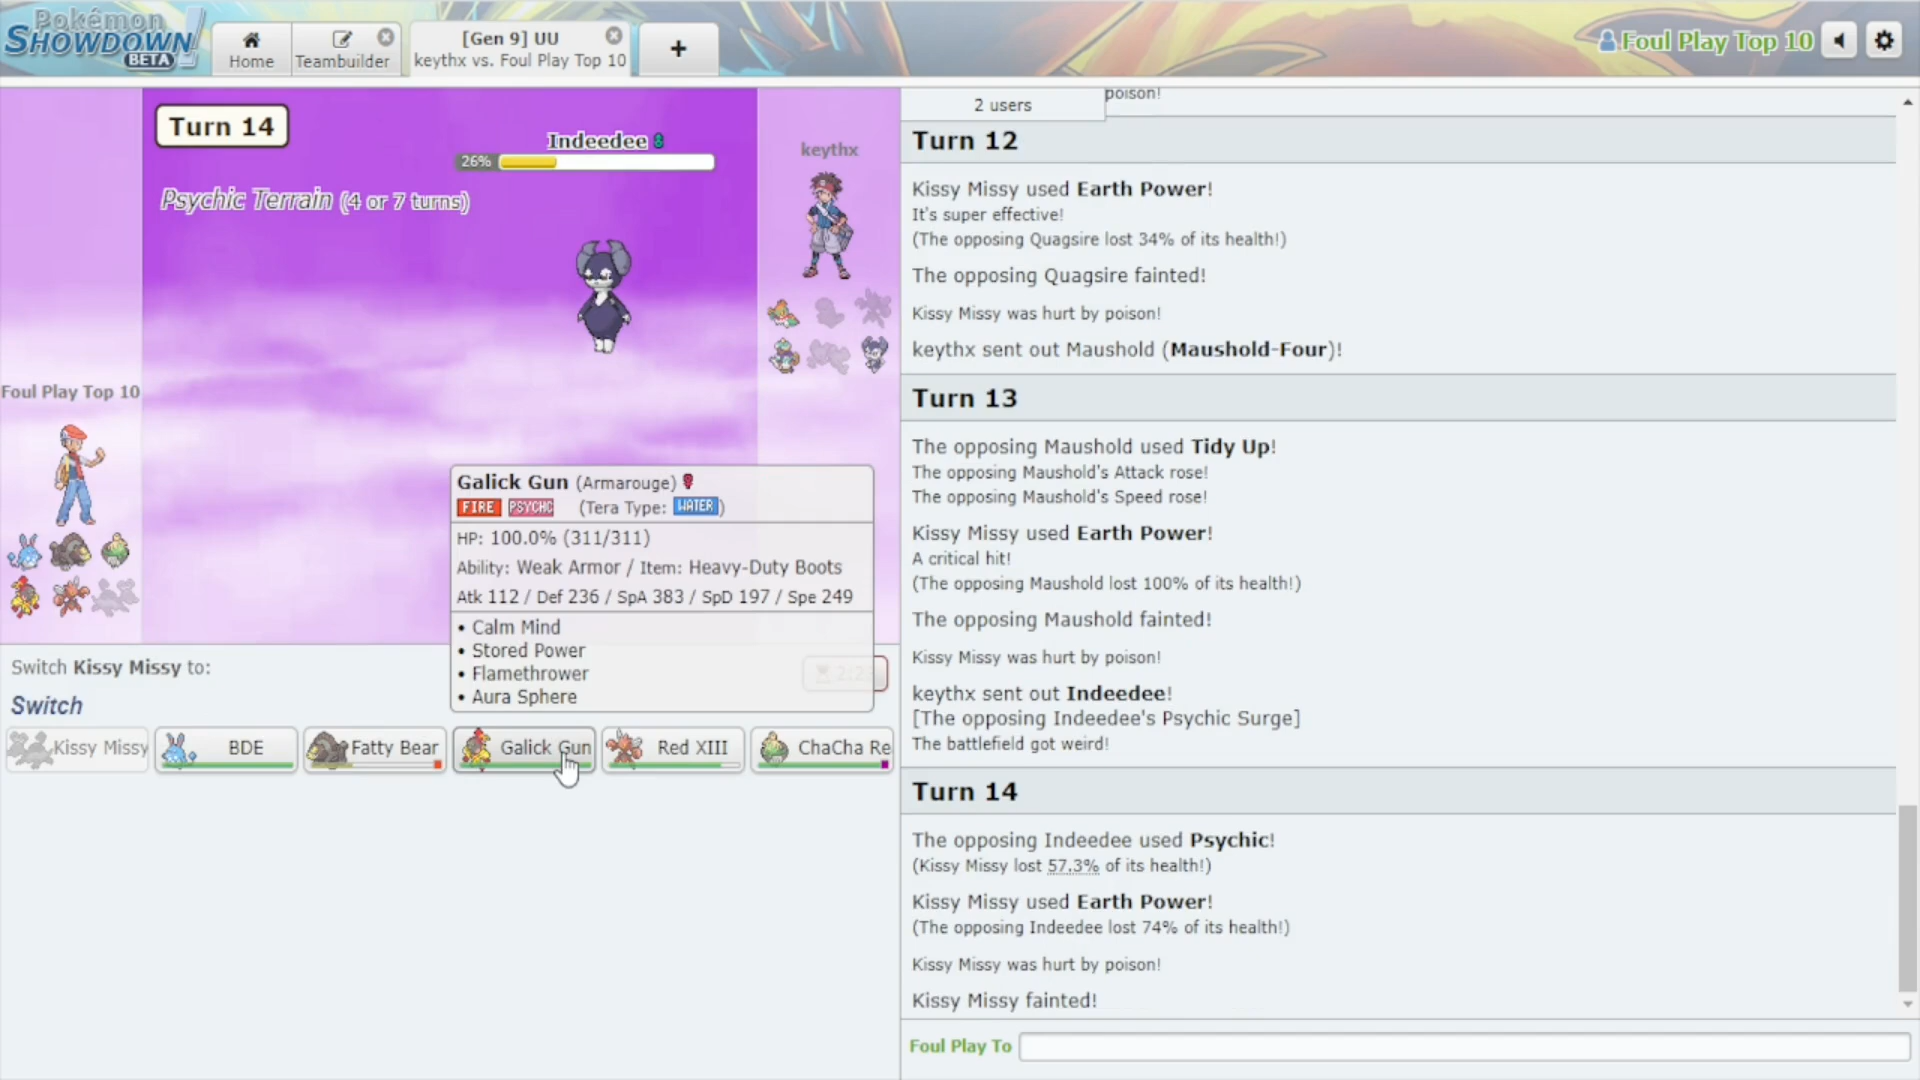 Pokémon
SHOWDOWN!
BETA
Home
Teambuilder
[Gen 9] UU
keythx vs. Foul Play Top 10
+
Foul Play Top 10
Turn 14
Indeedee
26%
Psychic Terrain (4 or 7 turns)
keythx
Foul Play Top 10
Galick Gun (Armarouge)
FIRE PSYCHC (Tera Type: WATER)
HP: 100.0% (311/311)
Ability: Weak Armor / Item: Heavy-Duty Boots
Atk 112 / Def 236 / SpA 383 / SpD 197 / Spe 249
• Calm Mind
• Stored Power
• Flamethrower
• Aura Sphere
Switch Kissy Missy to:
Switch
Kissy Missy
BDE
Fatty Bear
Galick Gun
Red XIII
ChaCha Re
2 users
poison!
Turn 12
Kissy Missy used Earth Power!
It's super effective!
(The opposing Quagsire lost 34% of its health!)
The opposing Quagsire fainted!
Kissy Missy was hurt by poison!
keythx sent out Maushold (Maushold-Four)!
Turn 13
The opposing Maushold used Tidy Up!
The opposing Maushold's Attack rose!
The opposing Maushold's Speed rose!
Kissy Missy used Earth Power!
A critical hit!
(The opposing Maushold lost 100% of its health!)
The opposing Maushold fainted!
Kissy Missy was hurt by poison!
keythx sent out Indeedee!
[The opposing Indeedee's Psychic Surge]
The battlefield got weird!
Turn 14
The opposing Indeedee used Psychic!
(Kissy Missy lost 57.3% of its health!)
Kissy Missy used Earth Power!
(The opposing Indeedee lost 74% of its health!)
Kissy Missy was hurt by poison!
Kissy Missy fainted!
Foul Play To